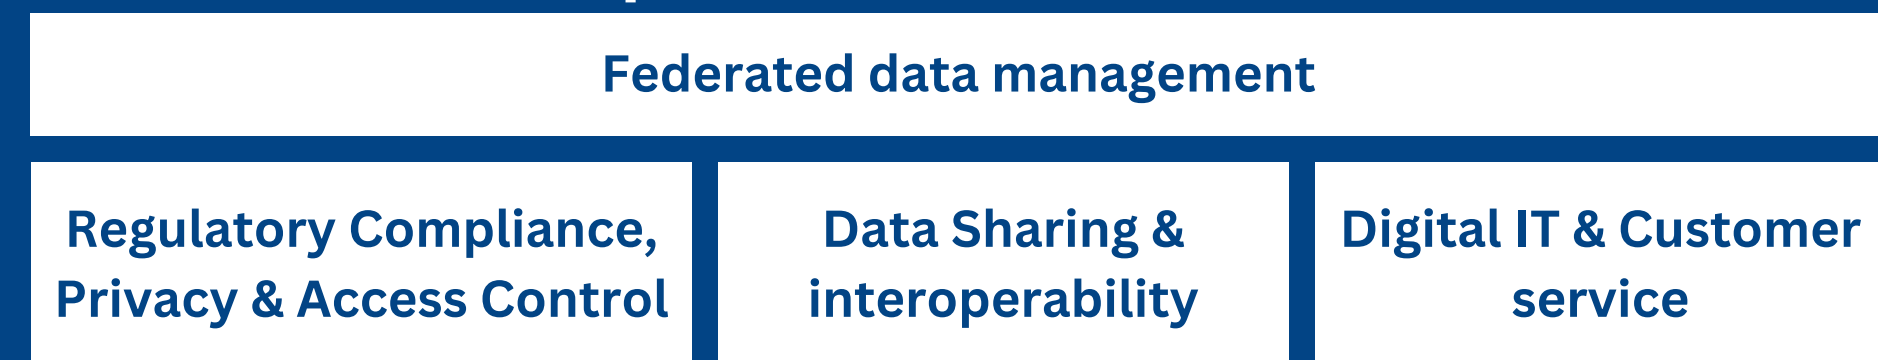 Federated data management
Regulatory Compliance,
Privacy & Access Control
Data Sharing &
interoperability
Digital IT & Customer
service